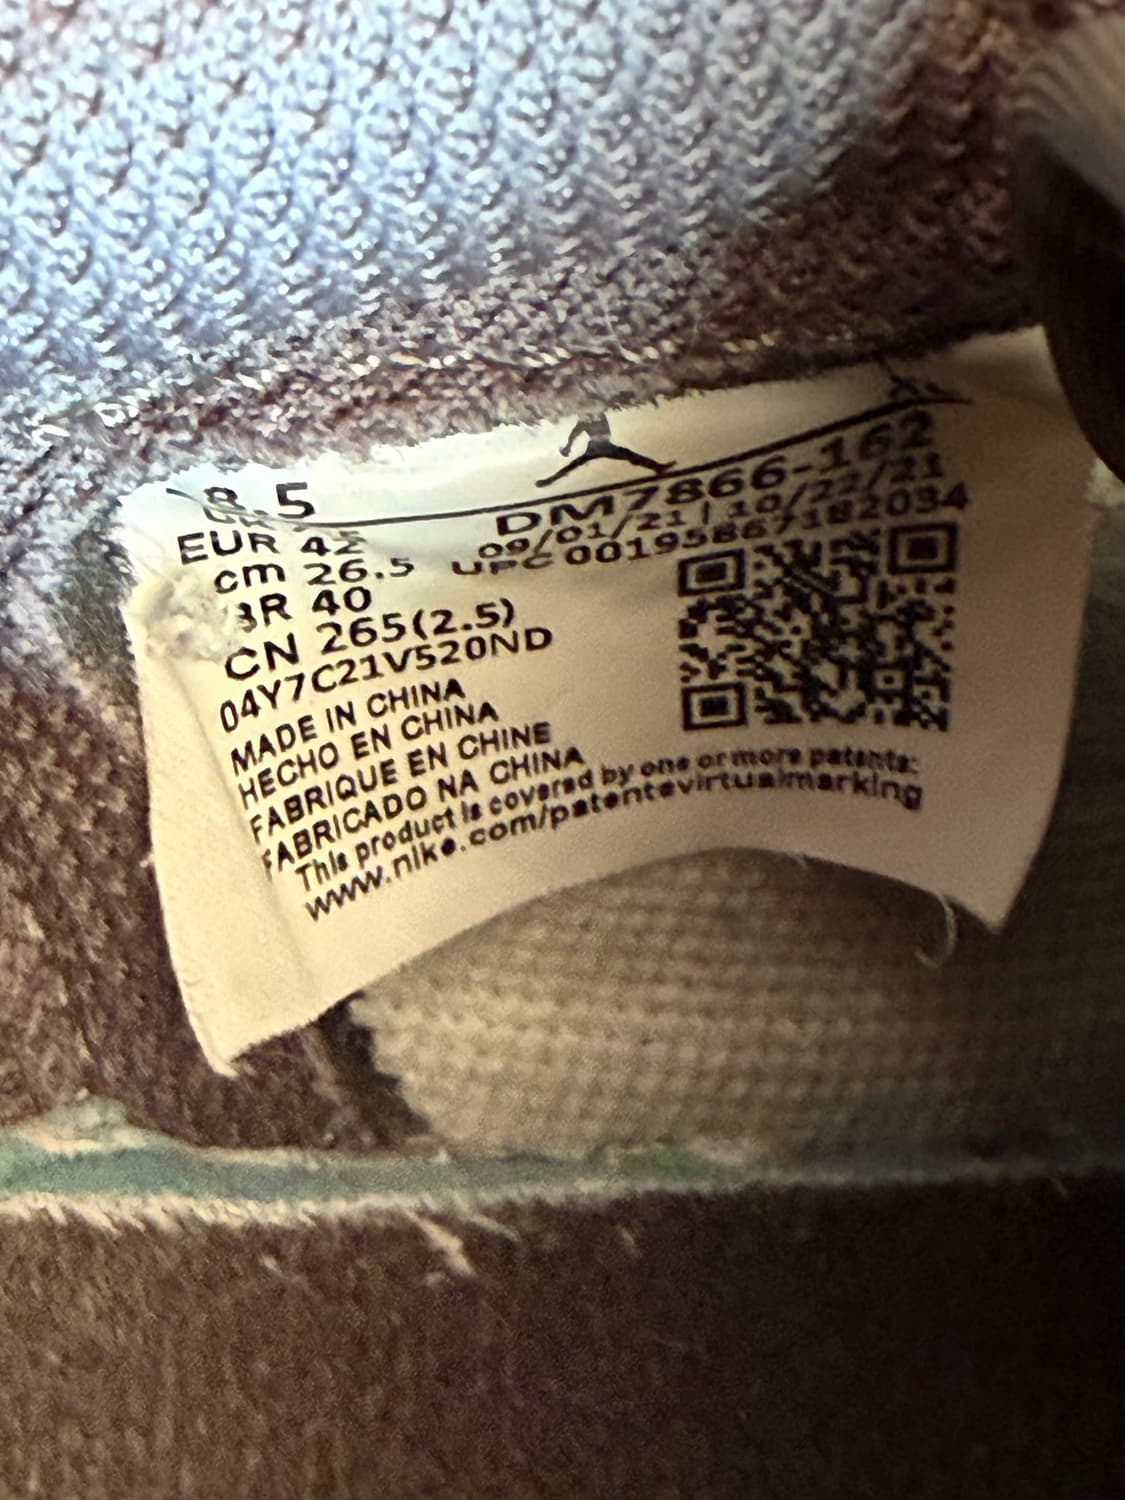 8.5
EUR 42
cm 26.5
BR 40
CN 265(2.5)
04Y7C21V520ND
DM7866-162
09/01/21 | 10/22/21
UPC 00195867182034
MADE IN CHINA
HECHO EN CHINA
FABRIQUE EN CHINE
FABRICADO NA CHINA
This product is covered by one or more patents:
www.nike.com/patentsvirtualmarking